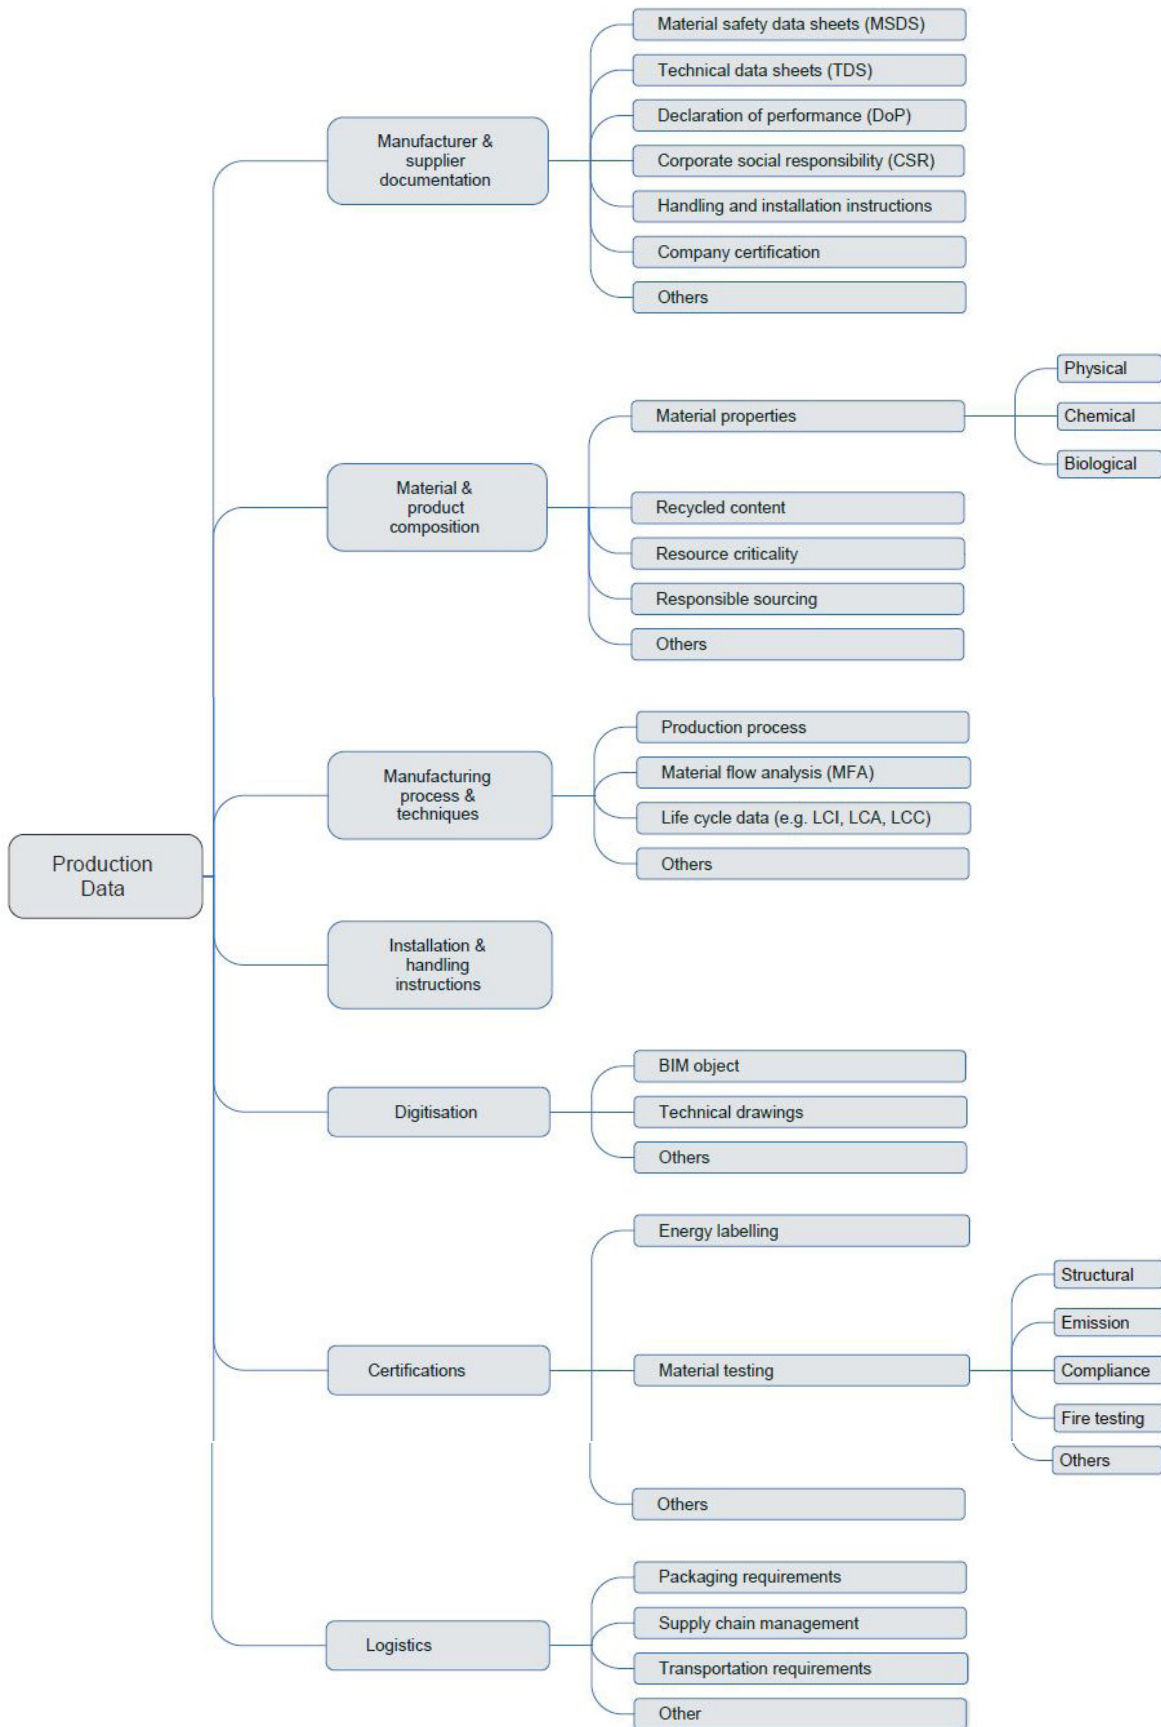 Material safety data sheets (MSDS)
Technical data sheets (TDS)
Declaration of performance (DoP)
Manufacturer &
supplier
documentation
Corporate social responsibility (CSR)
Handling and installation instructions
Company certification
Others
Physical
Material properties
Chemical
Biological
Material &
product
composition
Recycled content
Resource criticality
Responsible sourcing
Others
Production process
Manufacturing
process &
techniques
Material flow analysis (MFA)
Life cycle data (e.g. LCI, LCA, LCC)
Others
Production
Data
Installation &
handling
instructions
BIM object
Digitisation
Technical drawings
Others
Energy labelling
Structural
Emission
Certifications
Material testing
Compliance
Fire testing
Others
Others
Packaging requirements
Supply chain management
Logistics
Transportation requirements
Other